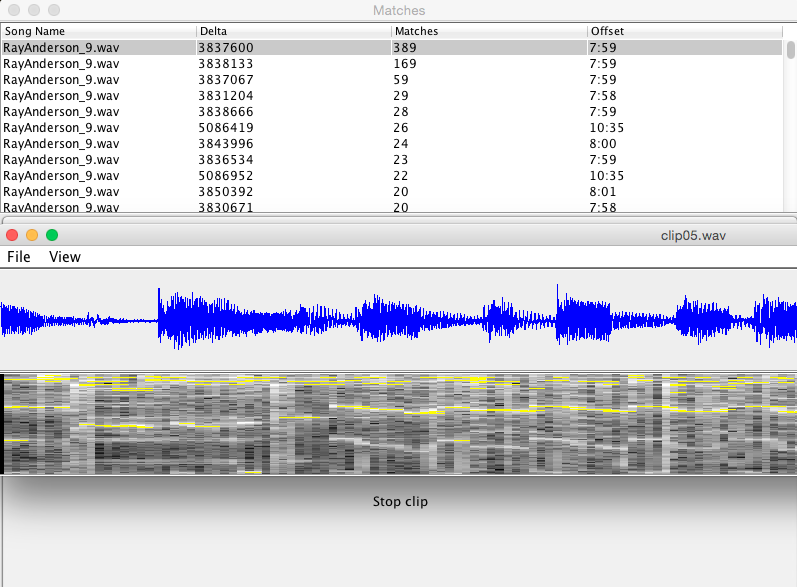 Matches
Song Name Delta Matches Offset
RayAnderson_9.wav 3837600 389 7:59
RayAnderson_9.wav 3838133 169 7:59
RayAnderson_9.wav 3837067 59 7:59
RayAnderson_9.wav 3831204 29 7:58
RayAnderson_9.wav 3838666 28 7:59
RayAnderson_9.wav 5086419 26 10:35
RayAnderson_9.wav 3843996 24 8:00
RayAnderson_9.wav 3836534 23 7:59
RayAnderson_9.wav 5086952 22 10:35
RayAnderson_9.wav 3850392 20 8:01
RayAnderson_9.wav 3830671 20 7:58
clip05.wav
File View
Stop clip